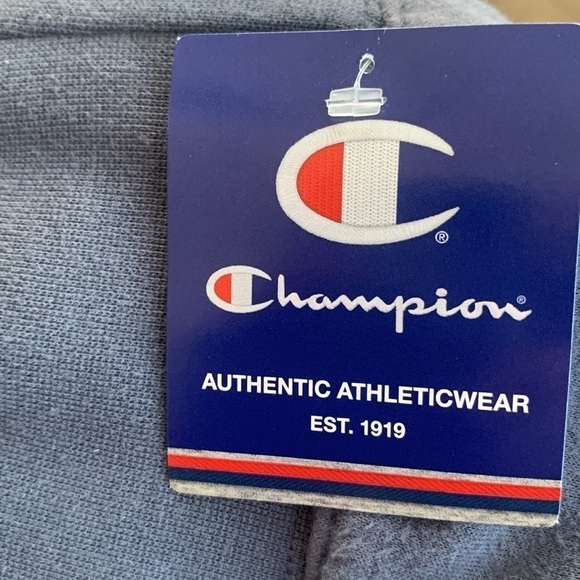 C®
Champion®
AUTHENTIC ATHLETICWEAR
EST. 1919